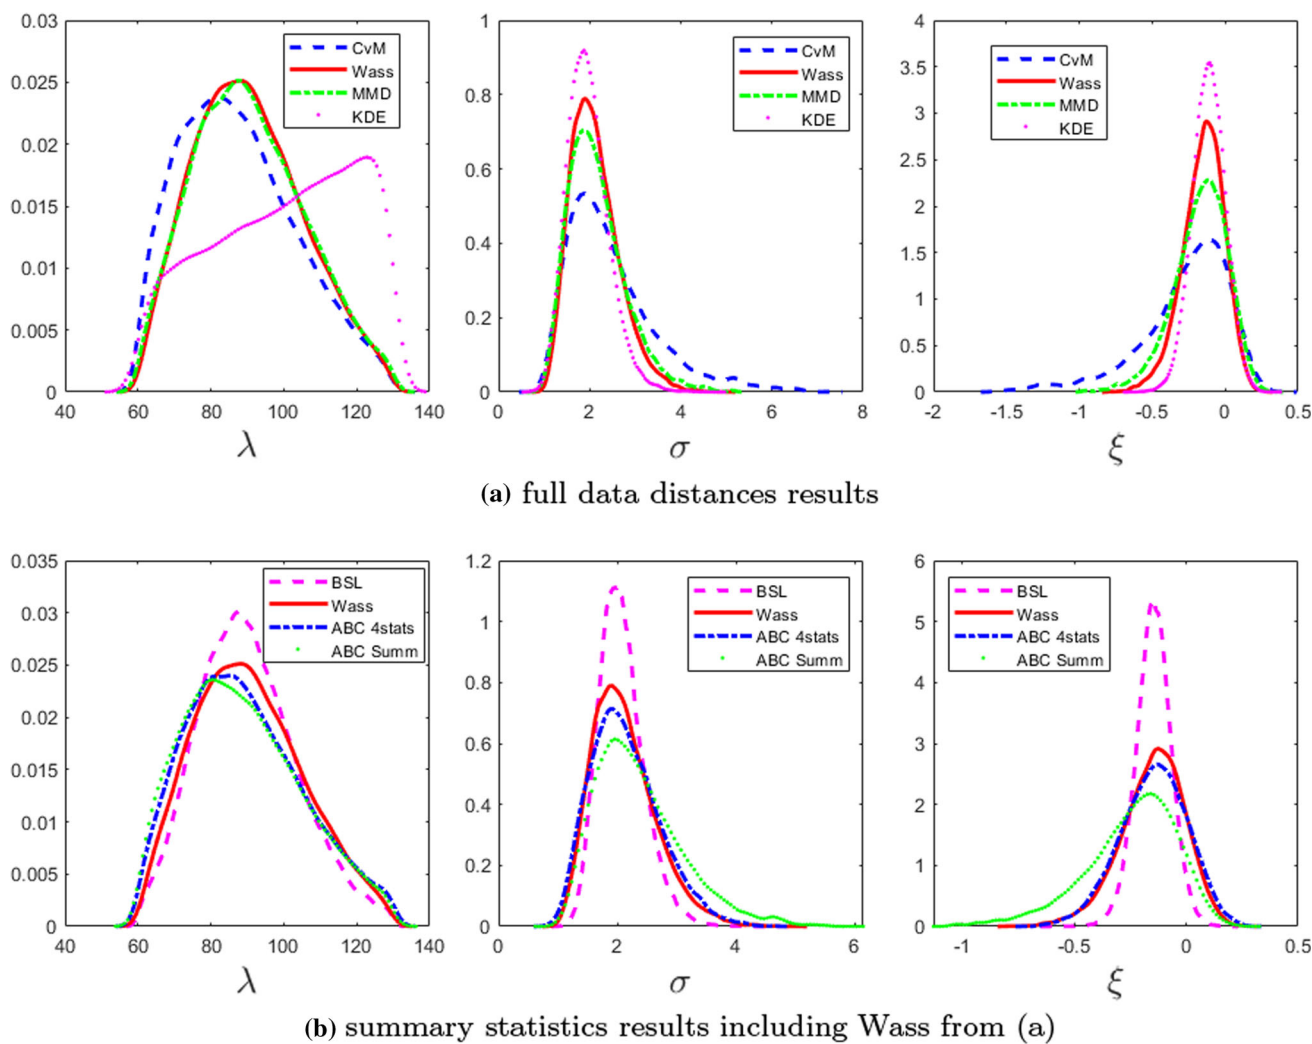 0.03
0.025
0.02
0.015
0.01
0.005
0
40 60 80 100 120 140
λ
CvM
Wass
MMD
KDE
1
0.8
0.6
0.4
0.2
0
0 2 4 6 8
σ
CvM
Wass
MMD
KDE
4
3.5
3
2.5
2
1.5
1
0.5
0
-2 -1.5 -1 -0.5 0 0.5
ξ
CvM
Wass
MMD
KDE
(a) full data distances results
0.035
0.03
0.025
0.02
0.015
0.01
0.005
0
40 60 80 100 120 140
λ
BSL
Wass
ABC 4stats
ABC Summ
1.2
1
0.8
0.6
0.4
0.2
0
0 2 4 6
σ
BSL
Wass
ABC 4stats
ABC Summ
6
5
4
3
2
1
0
-1 -0.5 0 0.5
ξ
BSL
Wass
ABC 4stats
ABC Summ
(b) summary statistics results including Wass from (a)